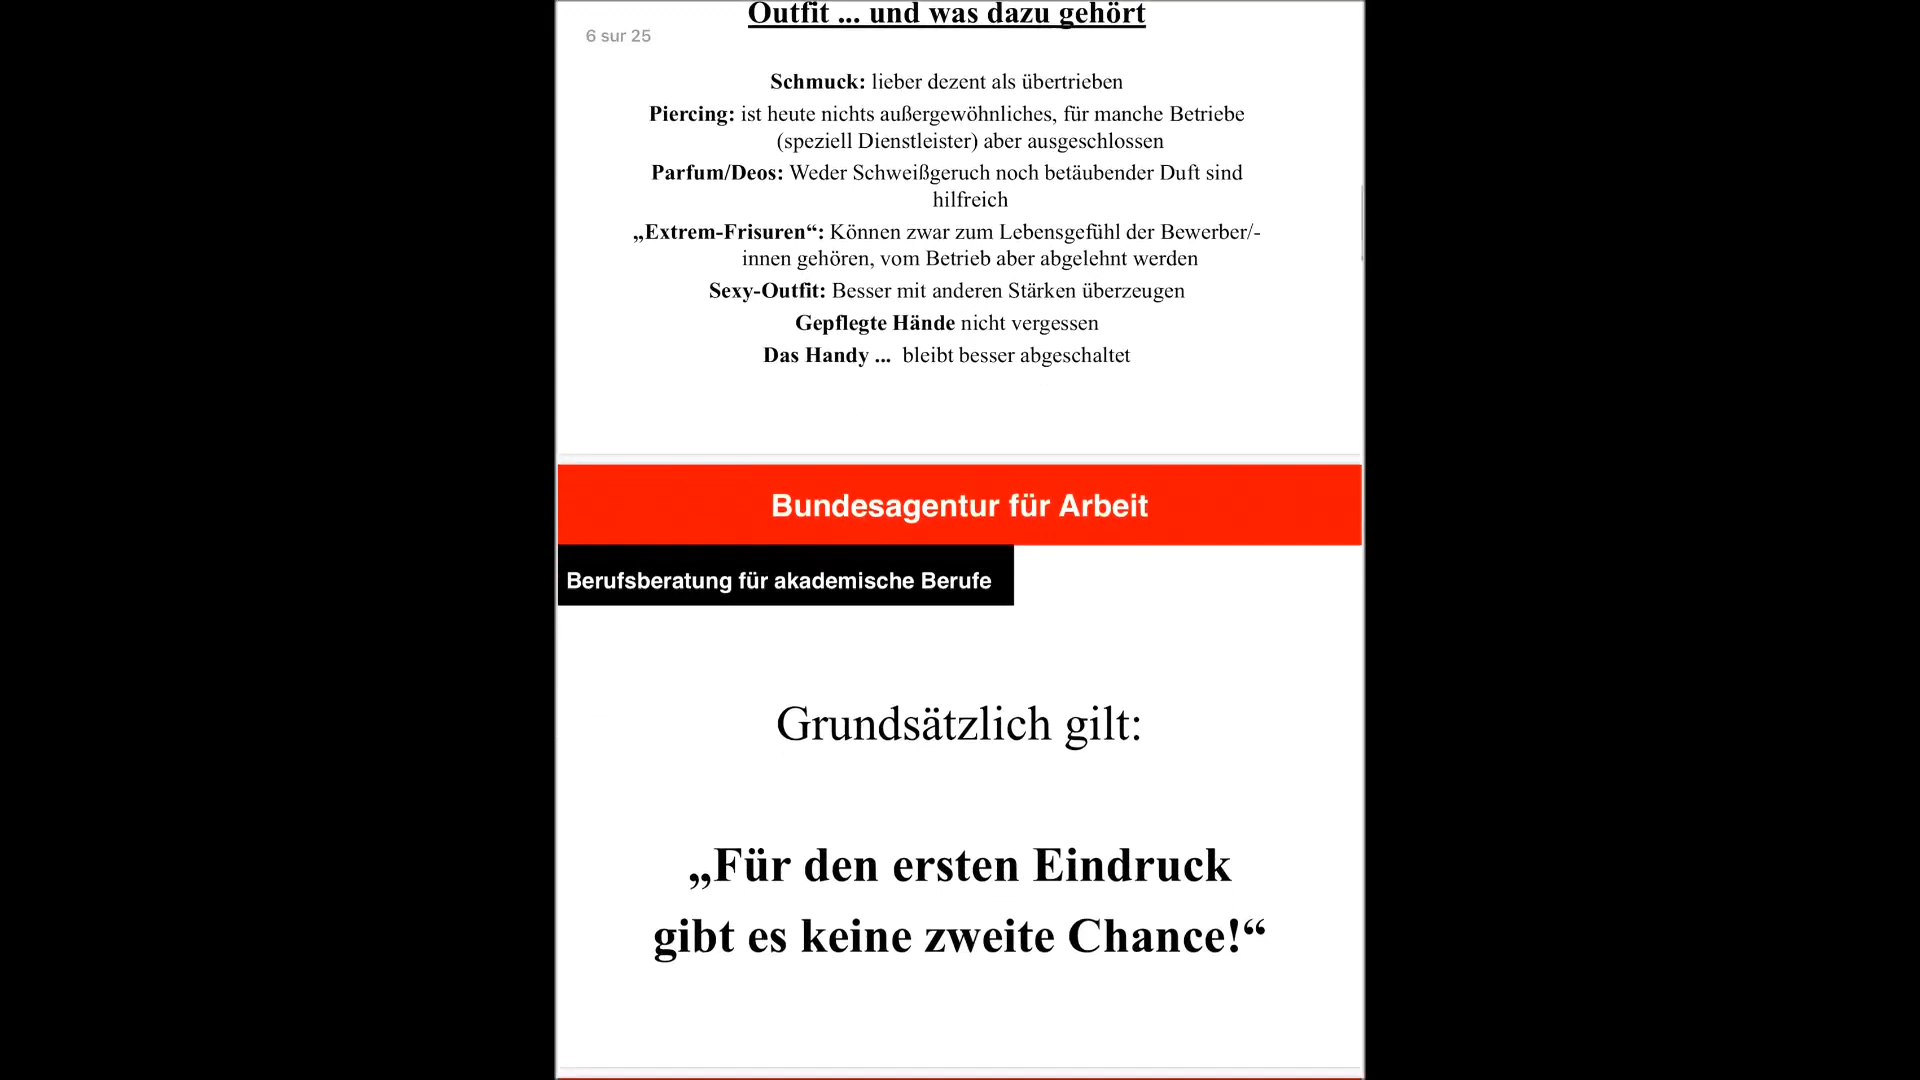 Outfit ... und was dazu gehört
6 sur 25
Schmuck: lieber dezent als übertrieben
Piercing: ist heute nichts außergewöhnliches, für manche Betriebe
(speziell Dienstleister) aber ausgeschlossen
Parfum/Deos: Weder Schweißgeruch noch betäubender Duft sind
hilfreich
„Extrem-Frisuren“: Können zwar zum Lebensgefühl der Bewerber/-
innen gehören, vom Betrieb aber abgelehnt werden
Sexy-Outfit: Besser mit anderen Stärken überzeugen
Gepflegte Hände nicht vergessen
Das Handy ... bleibt besser abgeschaltet
Bundesagentur für Arbeit
Berufsberatung für akademische Berufe
Grundsätzlich gilt:
„Für den ersten Eindruck
gibt es keine zweite Chance!“